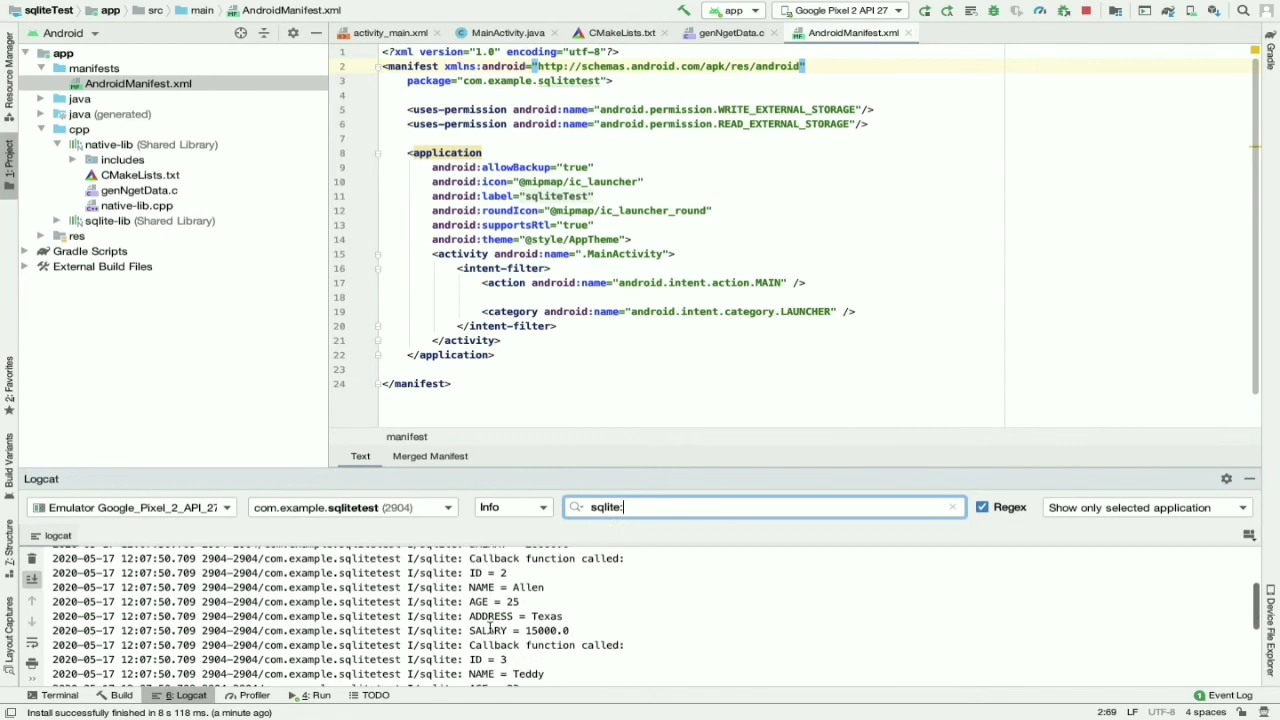 sqliteTest app src main AndroidManifest.xml app Google Pixel 2 API 27
Android
activity_main.xml MainActivity.java CMakeLists.txt genNgetData.c AndroidManifest.xml
Resource Manager
1: Project
2: Favorites
Build Variants
Z: Structure
Layout Captures
Gradle
Device File Explorer
app
manifests
AndroidManifest.xml
java
java (generated)
cpp
native-lib (Shared Library)
includes
CMakeLists.txt
genNgetData.c
native-lib.cpp
sqlite-lib (Shared Library)
res
Gradle Scripts
External Build Files
1 <?xml version="1.0" encoding="utf-8"?>
2 <manifest xmlns:android="http://schemas.android.com/apk/res/android"
3 package="com.example.sqlitetest">
4
5 <uses-permission android:name="android.permission.WRITE_EXTERNAL_STORAGE"/>
6 <uses-permission android:name="android.permission.READ_EXTERNAL_STORAGE"/>
7
8 <application
9 android:allowBackup="true"
10 android:icon="@mipmap/ic_launcher"
11 android:label="sqliteTest"
12 android:roundIcon="@mipmap/ic_launcher_round"
13 android:supportsRtl="true"
14 android:theme="@style/AppTheme">
15 <activity android:name=".MainActivity">
16 <intent-filter>
17 <action android:name="android.intent.action.MAIN" />
18
19 <category android:name="android.intent.category.LAUNCHER" />
20 </intent-filter>
21 </activity>
22 </application>
23
24 </manifest>
manifest
Text Merged Manifest
Logcat
Emulator Google_Pixel_2_API_27 com.example.sqlitetest (2904) Info sqlite: Regex Show only selected application
logcat
2020-05-17 12:07:50.709 2904-2904/com.example.sqlitetest I/sqlite: Callback function called:
2020-05-17 12:07:50.709 2904-2904/com.example.sqlitetest I/sqlite: ID = 2
2020-05-17 12:07:50.709 2904-2904/com.example.sqlitetest I/sqlite: NAME = Allen
2020-05-17 12:07:50.709 2904-2904/com.example.sqlitetest I/sqlite: AGE = 25
2020-05-17 12:07:50.709 2904-2904/com.example.sqlitetest I/sqlite: ADDRESS = Texas
2020-05-17 12:07:50.709 2904-2904/com.example.sqlitetest I/sqlite: SALARY = 15000.0
2020-05-17 12:07:50.709 2904-2904/com.example.sqlitetest I/sqlite: Callback function called:
2020-05-17 12:07:50.709 2904-2904/com.example.sqlitetest I/sqlite: ID = 3
2020-05-17 12:07:50.709 2904-2904/com.example.sqlitetest I/sqlite: NAME = Teddy
Terminal Build 6: Logcat Profiler 4: Run TODO 1 Event Log
Install successfully finished in 8 s 118 ms. (a minute ago) 2:69 LF UTF-8 4 spaces